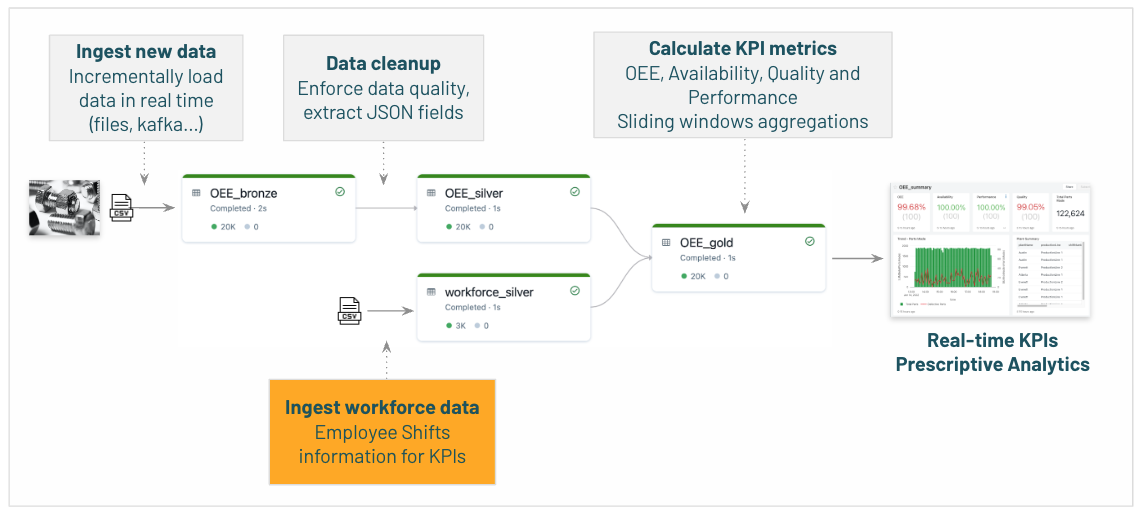 Ingest new data
Incrementally load
data in real time
(files, kafka...)
Data cleanup
Enforce data quality,
extract JSON fields
Calculate KPI metrics
OEE, Availability, Quality and
Performance
Sliding windows aggregations
CSV
OEE_bronze
Completed · 2s
20K 0
OEE_silver
Completed · 1s
20K 0
OEE_gold
Completed · 1s
20K 0
CSV
workforce_silver
Completed · 1s
3K 0
OEE_summary
OEE
99.68%
(100)
Availability
100.00%
(100)
Performance
100.00%
(100)
Quality
99.05%
(100)
122,624
Real-time KPIs
Prescriptive Analytics
Ingest workforce data
Employee Shifts
information for KPIs